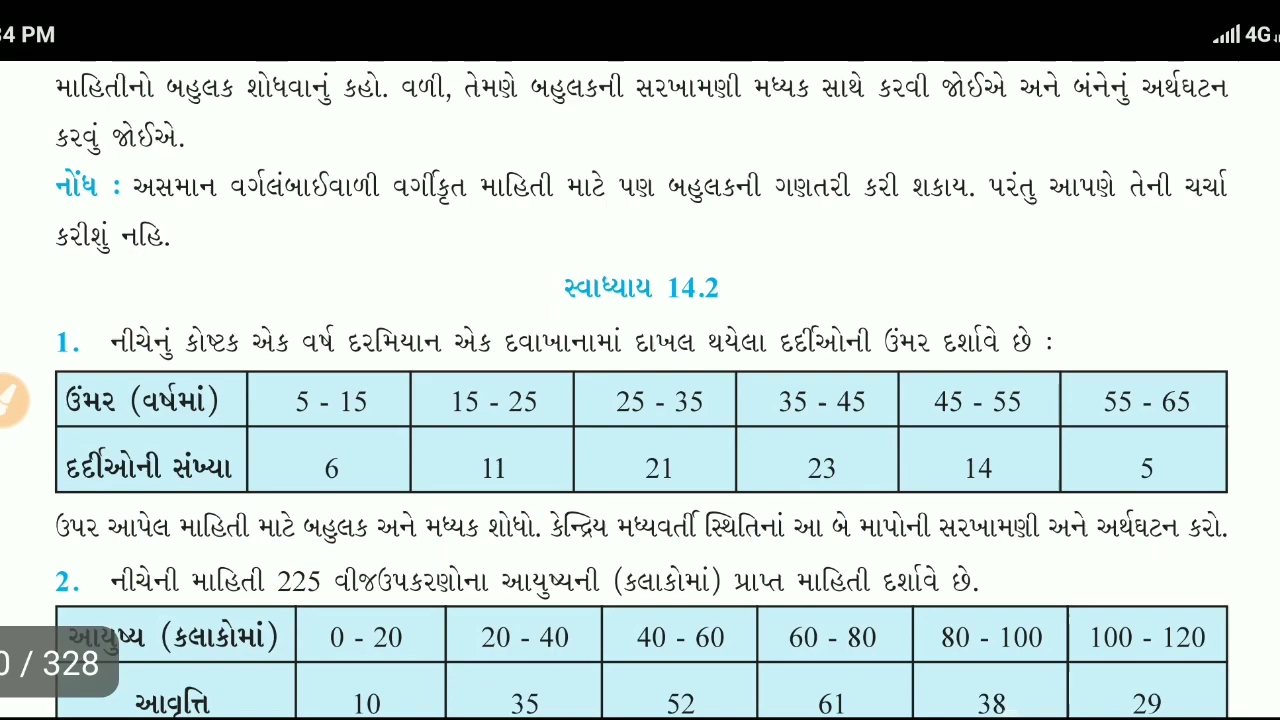 34 PM
4G
માહિતીનો બહુલક શોધવાનું કહો. વળી, તેમણે બહુલકની સરખામણી મધ્યક સાથે કરવી જોઈએ અને બંનેનું અર્થઘટન
કરવું જોઈએ.
નોંધ : અસમાન વર્ગલંબાઈવાળી વર્ગીકૃત માહિતી માટે પણ બહુલકની ગણતરી કરી શકાય. પરંતુ આપણે તેની ચર્ચા
કરીશું નહિ.
સ્વાધ્યાય 14.2
1. નીચેનું કોષ્ટક એક વર્ષ દરમિયાન એક દવાખાનામાં દાખલ થયેલા દર્દીઓની ઉંમર દર્શાવે છે :
ઉંમર (વર્ષમાં) 5 - 15 15 - 25 25 - 35 35 - 45 45 - 55 55 - 65
દર્દીઓની સંખ્યા 6 11 21 23 14 5
ઉપર આપેલ માહિતી માટે બહુલક અને મધ્યક શોધો. કેન્દ્રિય મધ્યવર્તી સ્થિતિનાં આ બે માપોની સરખામણી અને અર્થઘટન કરો.
2. નીચેની માહિતી 225 વીજઉપકરણોના આયુષ્યની (કલાકોમાં) પ્રાપ્ત માહિતી દર્શાવે છે.
આયુષ્ય (કલાકોમાં) 0 - 20 20 - 40 40 - 60 60 - 80 80 - 100 100 - 120
0 / 328
આવૃત્તિ 10 35 52 61 38 29